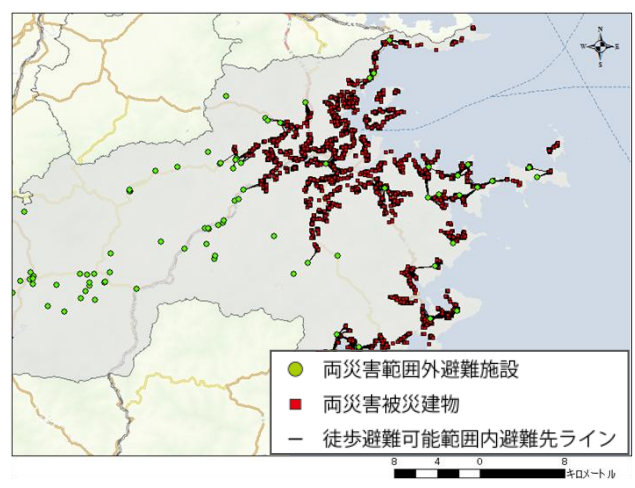 N
W E
S
両災害範囲外避難施設
両災害被災建物
徒歩避難可能範囲内避難先ライン
8 4 0 8
キロメートル